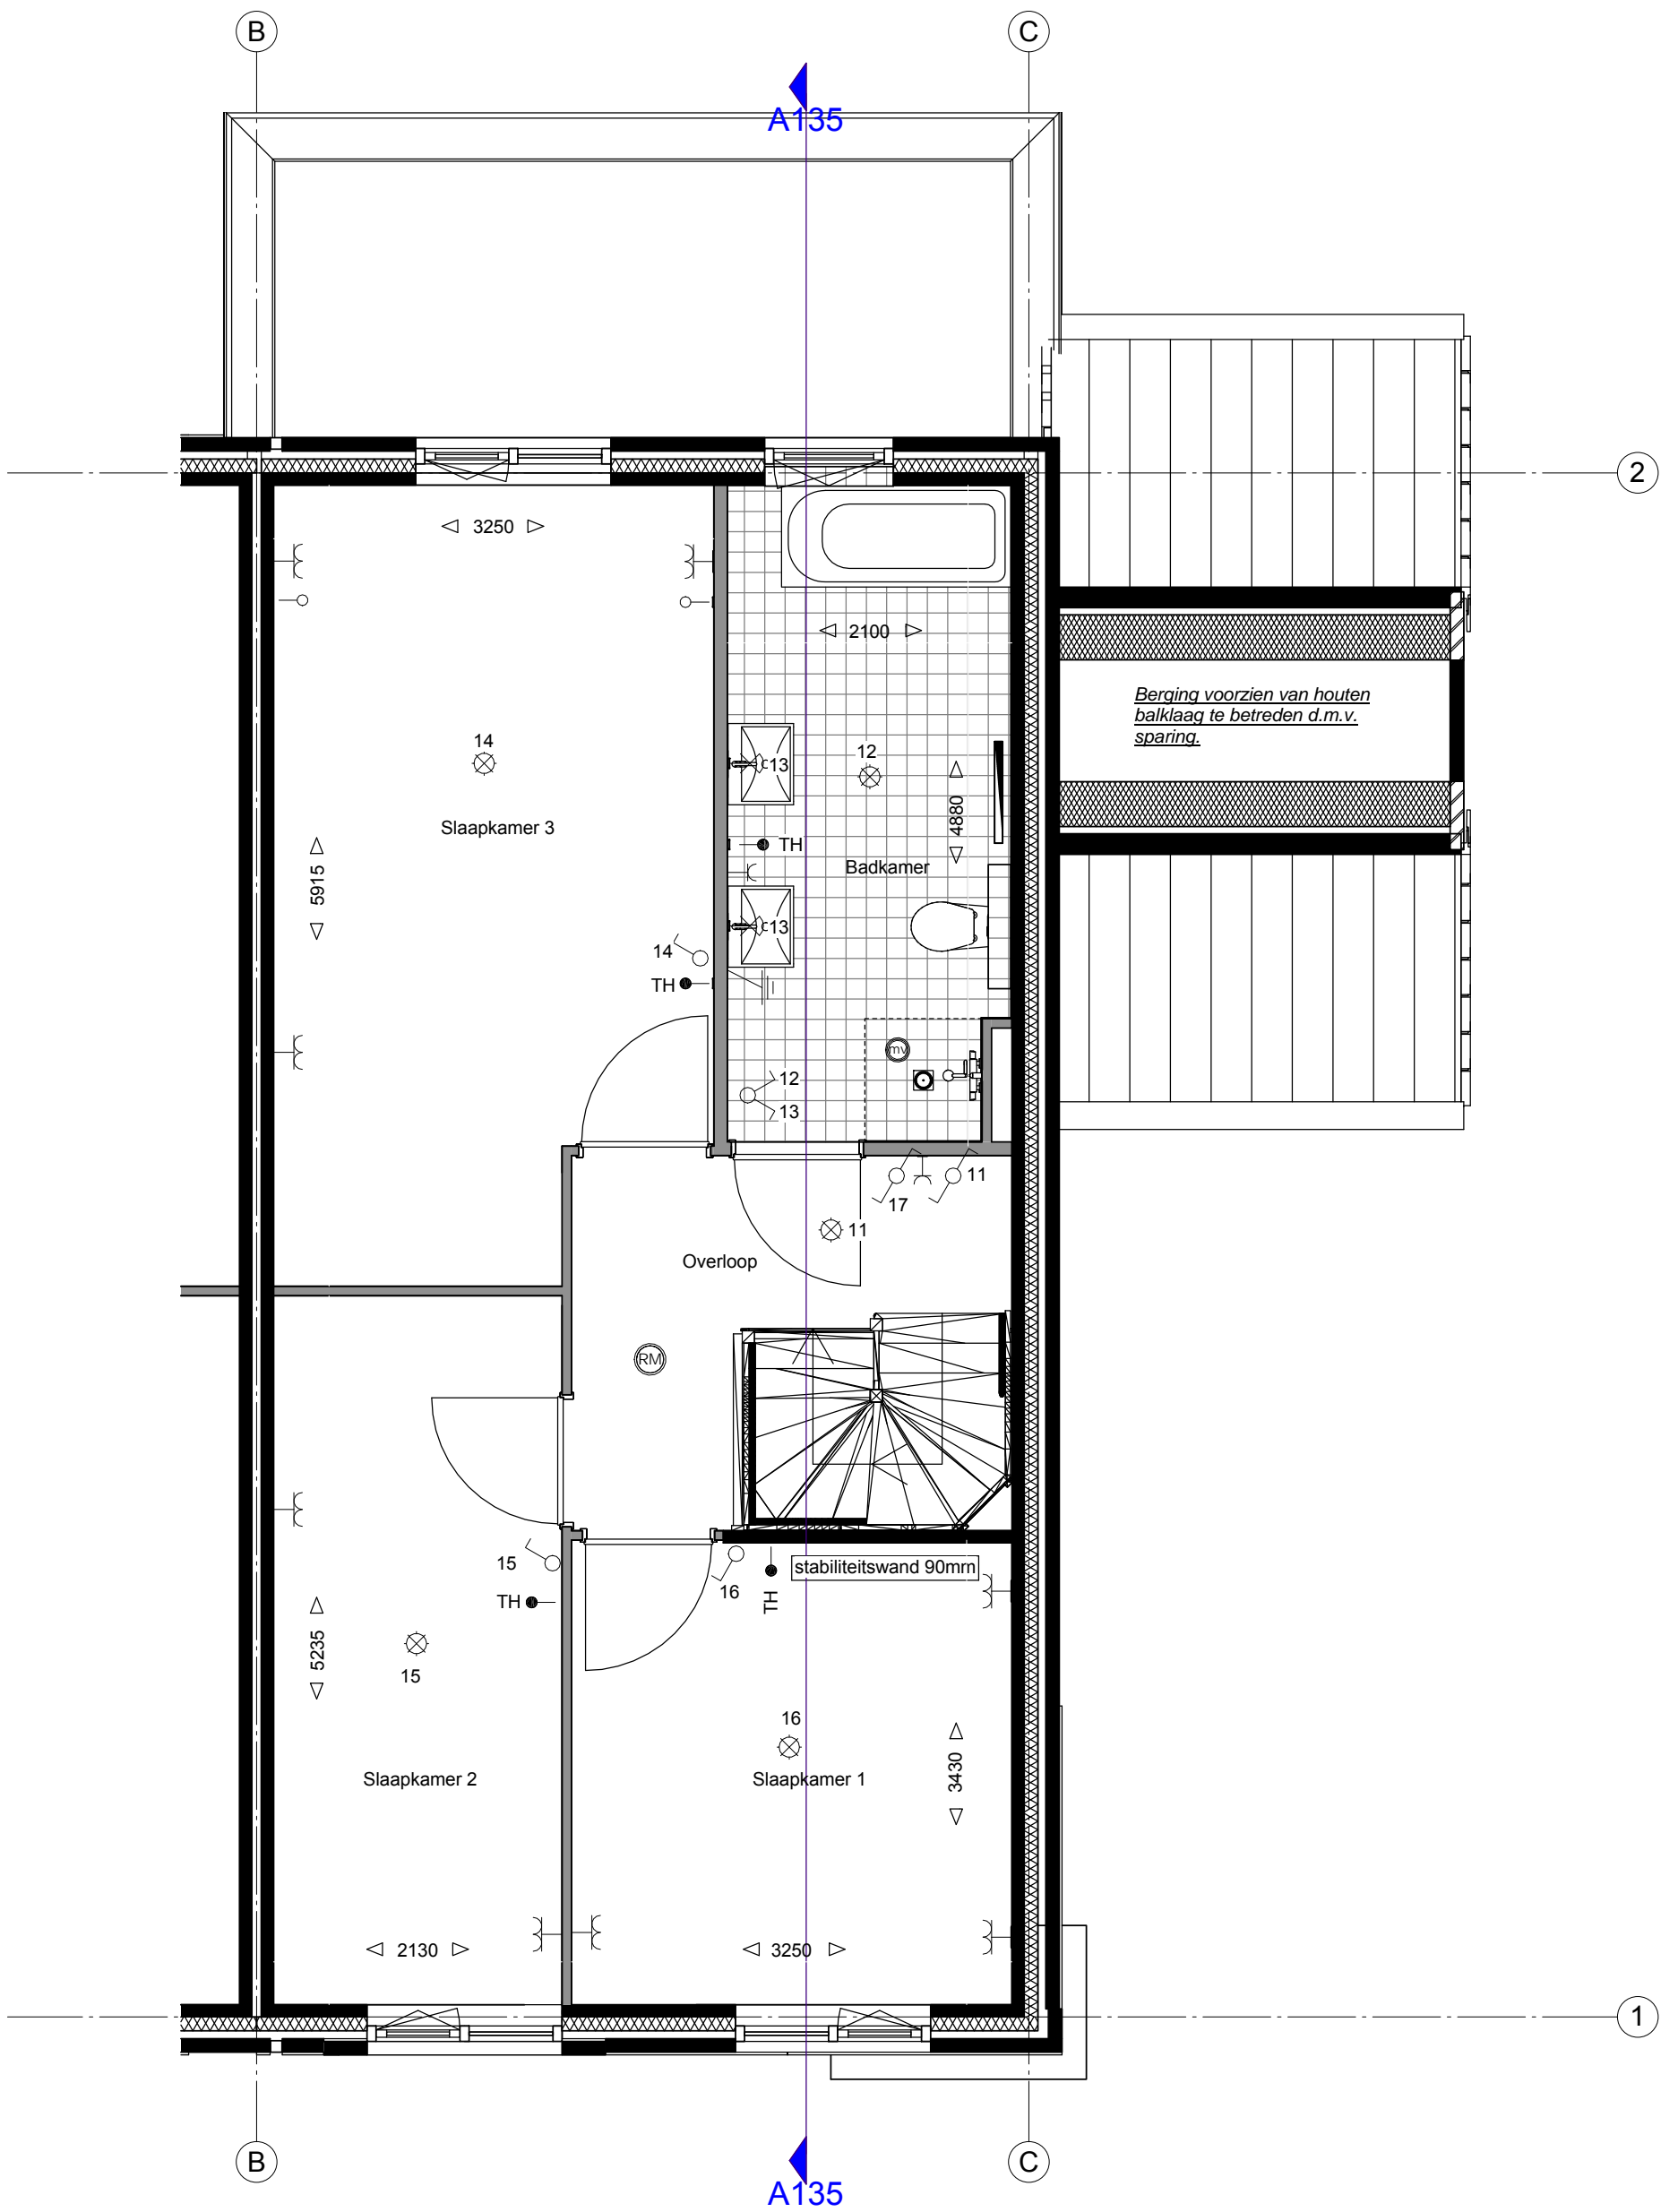 B
C
A135
2
3250
2100
Berging voorzien van houten
balklaag te betreden d.m.v.
sparing.
14
13
12
Slaapkamer 3
4880
TH
Badkamer
5915
13
14
TH
mv
12
13
11
17
11
Overloop
RM
15
16
stabiliteitswand 90mm
TH
TH
5235
15
16
3430
Slaapkamer 2
Slaapkamer 1
2130
3250
1
B
C
A135